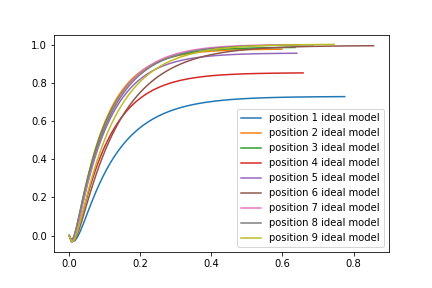 1.0
0.8
0.6
0.4
0.2
0.0
0.0 0.2 0.4 0.6 0.8
position 1 ideal model
position 2 ideal model
position 3 ideal model
position 4 ideal model
position 5 ideal model
position 6 ideal model
position 7 ideal model
position 8 ideal model
position 9 ideal model